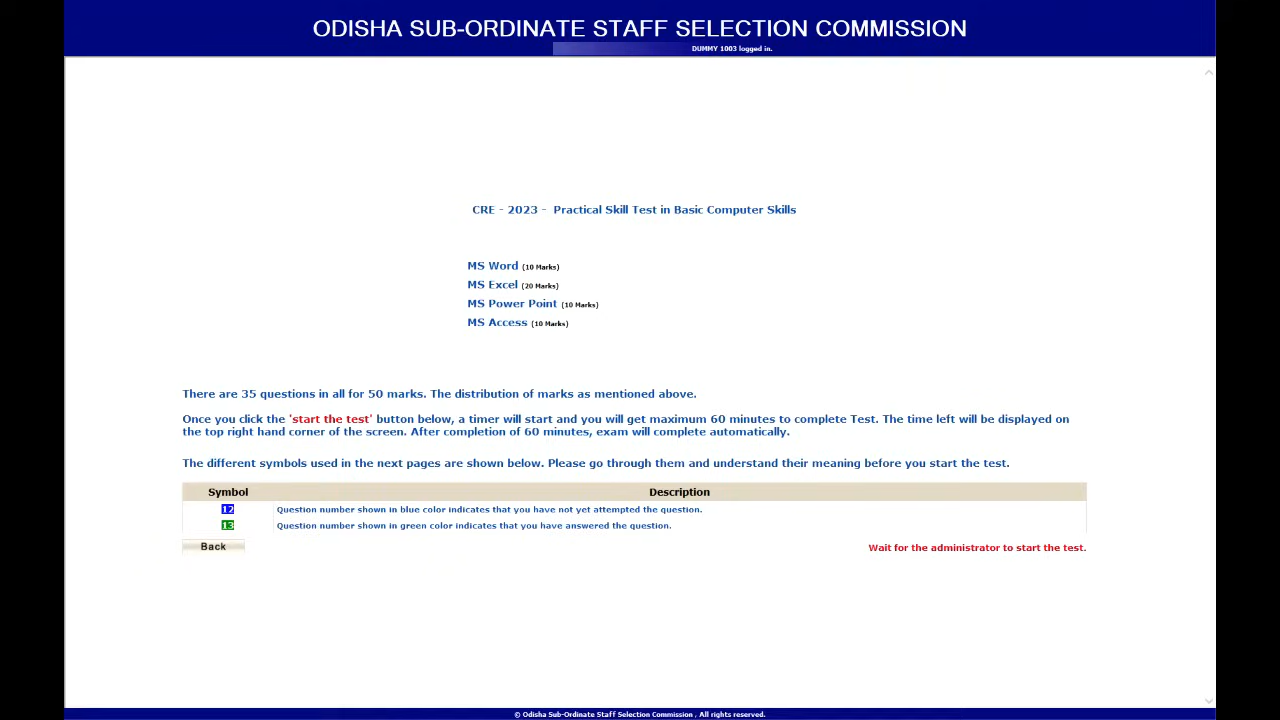 ODISHA SUB-ORDINATE STAFF SELECTION COMMISSION
DUMMY 1003 logged in.
CRE - 2023 - Practical Skill Test in Basic Computer Skills
MS Word (10 Marks)
MS Excel (20 Marks)
MS Power Point (10 Marks)
MS Access (10 Marks)
There are 35 questions in all for 50 marks. The distribution of marks as mentioned above.
Once you click the 'start the test' button below, a timer will start and you will get maximum 60 minutes to complete Test. The time left will be displayed on
the top right hand corner of the screen. After completion of 60 minutes, exam will complete automatically.
The different symbols used in the next pages are shown below. Please go through them and understand their meaning before you start the test.
Symbol Description
12 Question number shown in blue color indicates that you have not yet attempted the question.
13 Question number shown in green color indicates that you have answered the question.
Back Wait for the administrator to start the test.
© Odisha Sub-Ordinate Staff Selection Commission , All rights reserved.